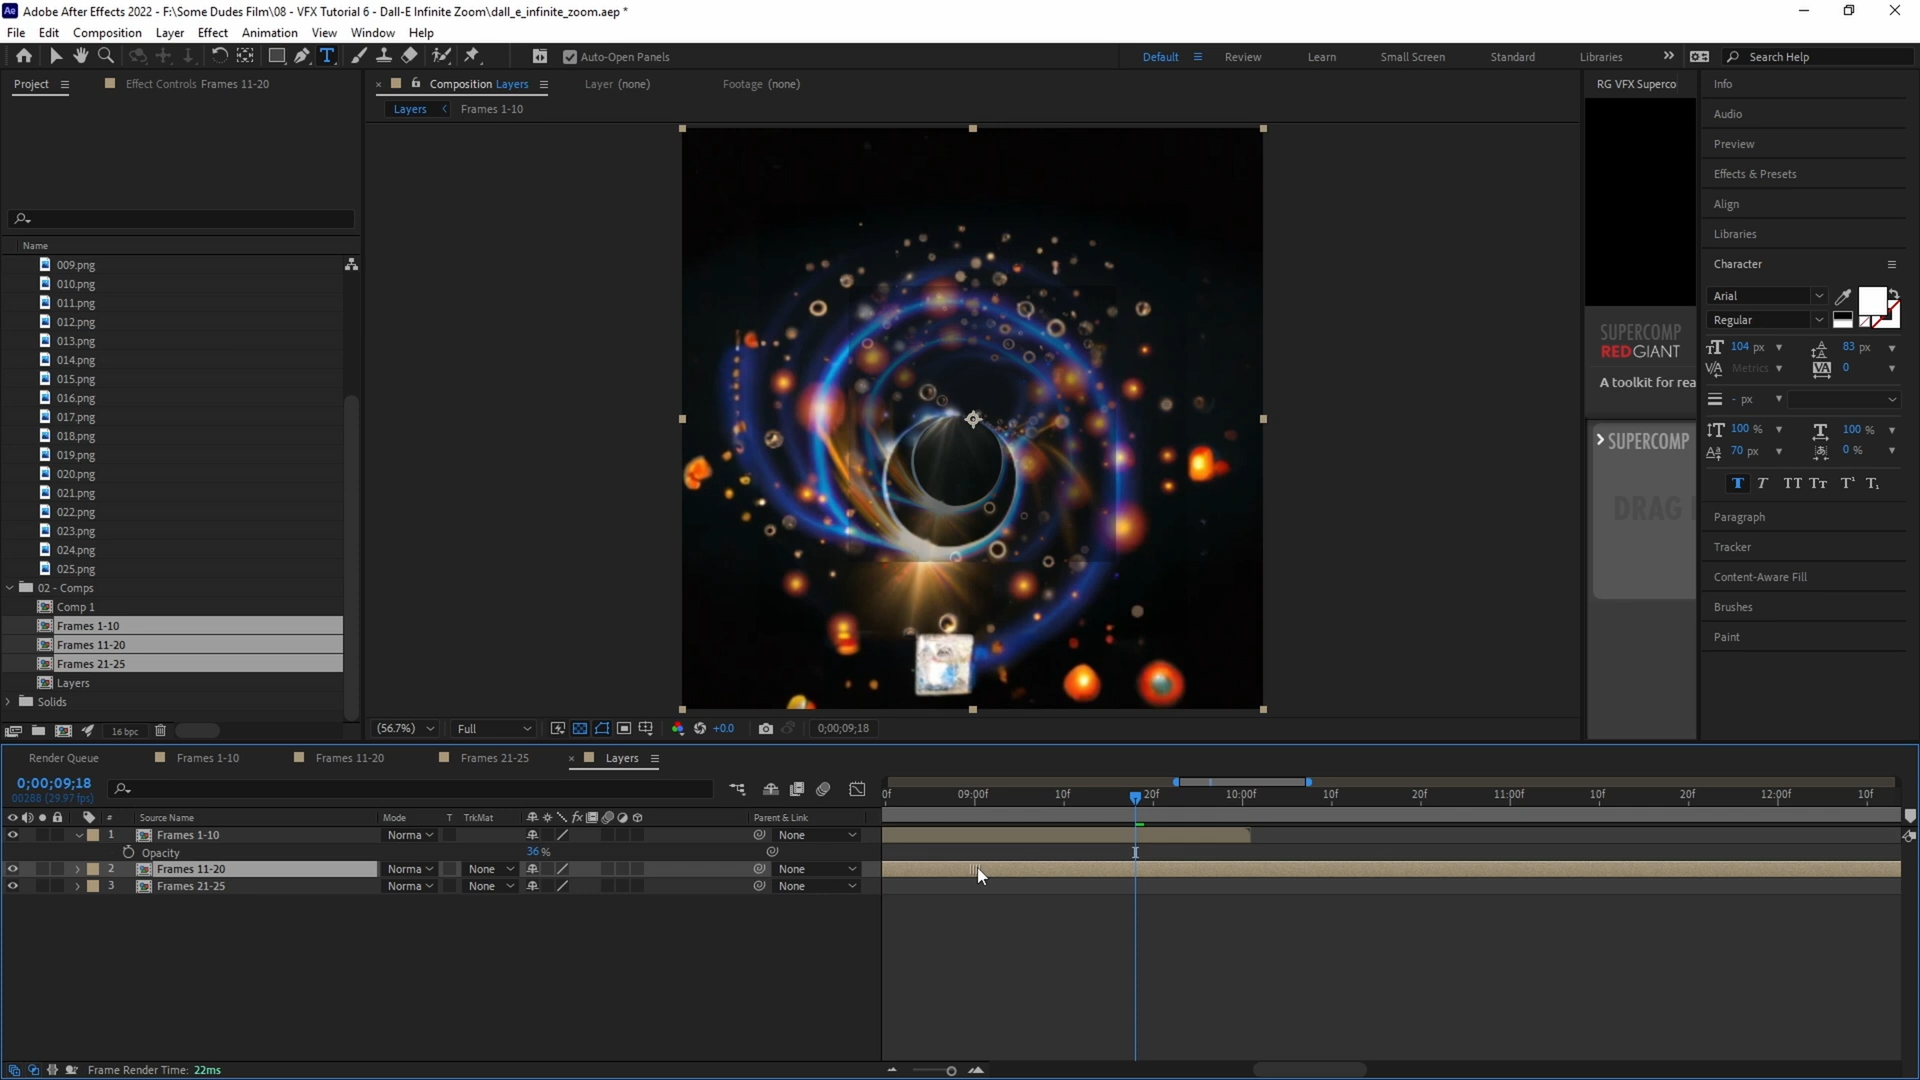 Ae Adobe After Effects 2022 - F:\Some Dudes Film\08 - VFX Tutorial 6 - Dall-E Infinite Zoom\dall_e_infinite_zoom.aep *
File Edit Composition Layer Effect Animation View Window Help
Auto-Open Panels Default Review Learn Small Screen Standard Libraries Search Help
Project Effect Controls Frames 11-20
Composition Layers Layer (none) Footage (none)
Layers Frames 1-10
Name
009.png
010.png
011.png
012.png
013.png
014.png
015.png
016.png
017.png
018.png
019.png
020.png
021.png
022.png
023.png
024.png
025.png
02 - Comps
Comp 1
Frames 1-10
Frames 11-20
Frames 21-25
Layers
Solids
16 bpc
(56.7%) Full +0.0 0;00;09;18
RG VFX Superco
SUPERCOMP
REDGIANT
A toolkit for rea
SUPERCOMP
DRAG
Info
Audio
Preview
Effects & Presets
Align
Libraries
Character
Arial
Regular
104 px 83 px
Metrics 0
- px
100 % 100 %
70 px 0 %
T T TT Tr T¹ T₁
Paragraph
Tracker
Content-Aware Fill
Brushes
Paint
Render Queue Frames 1-10 Frames 11-20 Frames 21-25 Layers
0;00;09;18
00288 (29.97 fps)
0f 09:00f 10f 20f 10:00f 10f 20f 11:00f 10f 20f 12:00f 10f
# Source Name Mode T TrkMat fx Parent & Link
1 Frames 1-10 Norma None
Opacity 36 %
2 Frames 11-20 Norma None None
3 Frames 21-25 Norma None None
Frame Render Time: 22ms